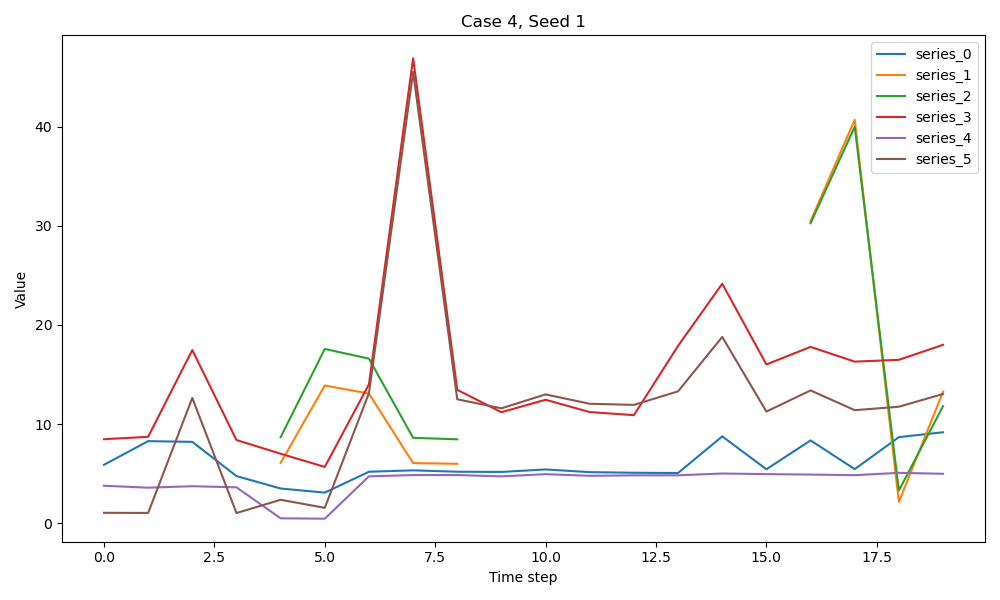 Case 4, Seed 1
series_0
series_1
series_2
series_3
series_4
series_5
Value
40
30
20
10
0
0.0 2.5 5.0 7.5 10.0 12.5 15.0 17.5
Time step